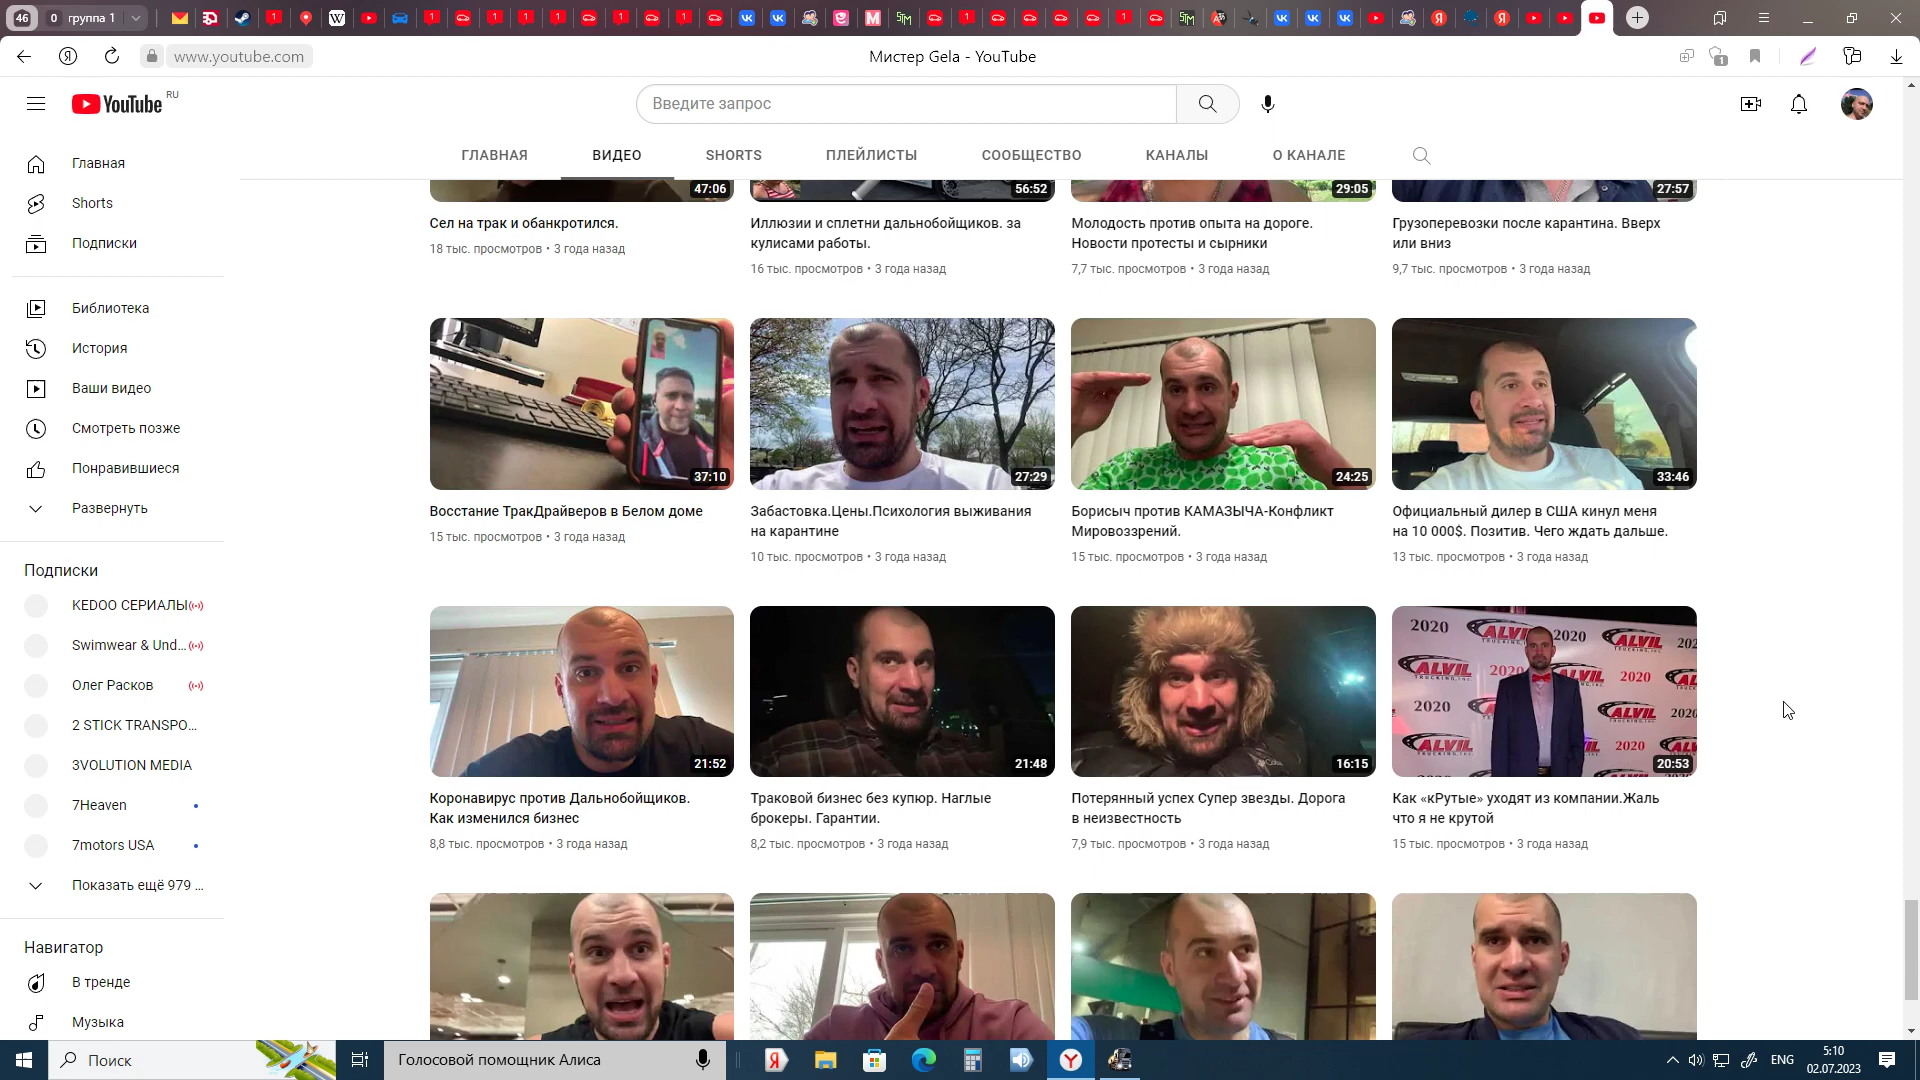 46
0 группа 1
www.youtube.com
Мистер Gela - YouTube
1
YouTube RU
Введите запрос
ГЛАВНАЯ
ВИДЕО
SHORTS
ПЛЕЙЛИСТЫ
СООБЩЕСТВО
КАНАЛЫ
О КАНАЛЕ
Главная
Shorts
Подписки
Библиотека
История
Ваши видео
Смотреть позже
Понравившиеся
Развернуть
Подписки
KEDOO СЕРИАЛЫ
Swimwear & Und...
Олег Расков
2 STICK TRANSPO...
3VOLUTION MEDIA
7Heaven
7motors USA
Показать ещё 979 ...
Навигатор
В тренде
Музыка
47:06
Сел на трак и обанкротился.
18 тыс. просмотров • 3 года назад
56:52
Иллюзии и сплетни дальнобойщиков. за
кулисами работы.
16 тыс. просмотров • 3 года назад
29:05
Молодость против опыта на дороге.
Новости протесты и сырники
7,7 тыс. просмотров • 3 года назад
27:57
Грузоперевозки после карантина. Вверх
или вниз
9,7 тыс. просмотров • 3 года назад
37:10
Восстание ТракДрайверов в Белом доме
15 тыс. просмотров • 3 года назад
27:29
Забастовка.Цены.Психология выживания
на карантине
10 тыс. просмотров • 3 года назад
24:25
Борисыч против КАМАЗЫЧА-Конфликт
Мировоззрений.
15 тыс. просмотров • 3 года назад
33:46
Официальный дилер в США кинул меня
на 10 000$. Позитив. Чего ждать дальше.
13 тыс. просмотров • 3 года назад
21:52
Коронавирус против Дальнобойщиков.
Как изменился бизнес
8,8 тыс. просмотров • 3 года назад
21:48
Траковой бизнес без купюр. Наглые
брокеры. Гарантии.
8,2 тыс. просмотров • 3 года назад
16:15
Потерянный успех Супер звезды. Дорога
в неизвестность
7,9 тыс. просмотров • 3 года назад
2020 ALVIL 2020 ALVIL
ALVIL 2020
2020 ALVIL
ALVIL 2020
20:53
Как «кРутые» уходят из компании.Жаль
что я не крутой
15 тыс. просмотров • 3 года назад
Поиск
Голосовой помощник Алиса
ENG
5:10
02.07.2023